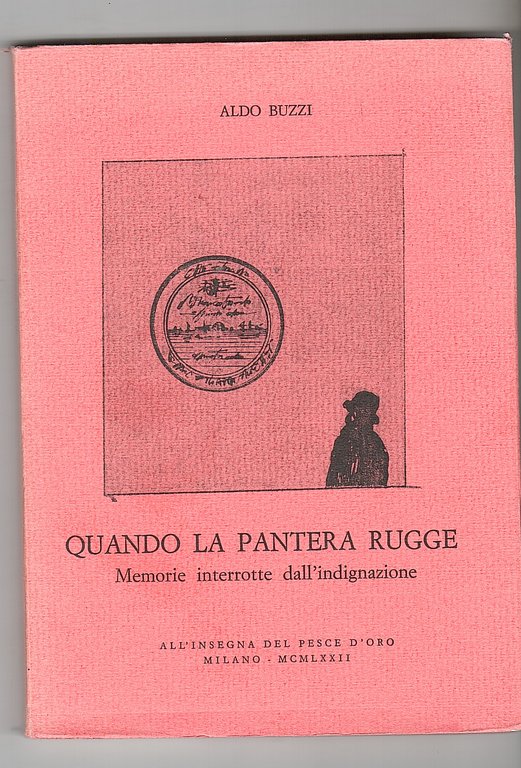 ALDO BUZZI
QUANDO LA PANTERA RUGGE
Memorie interrotte dall'indignazione
ALL'INSEGNA DEL PESCE D'ORO
MILANO - MCMLXXII